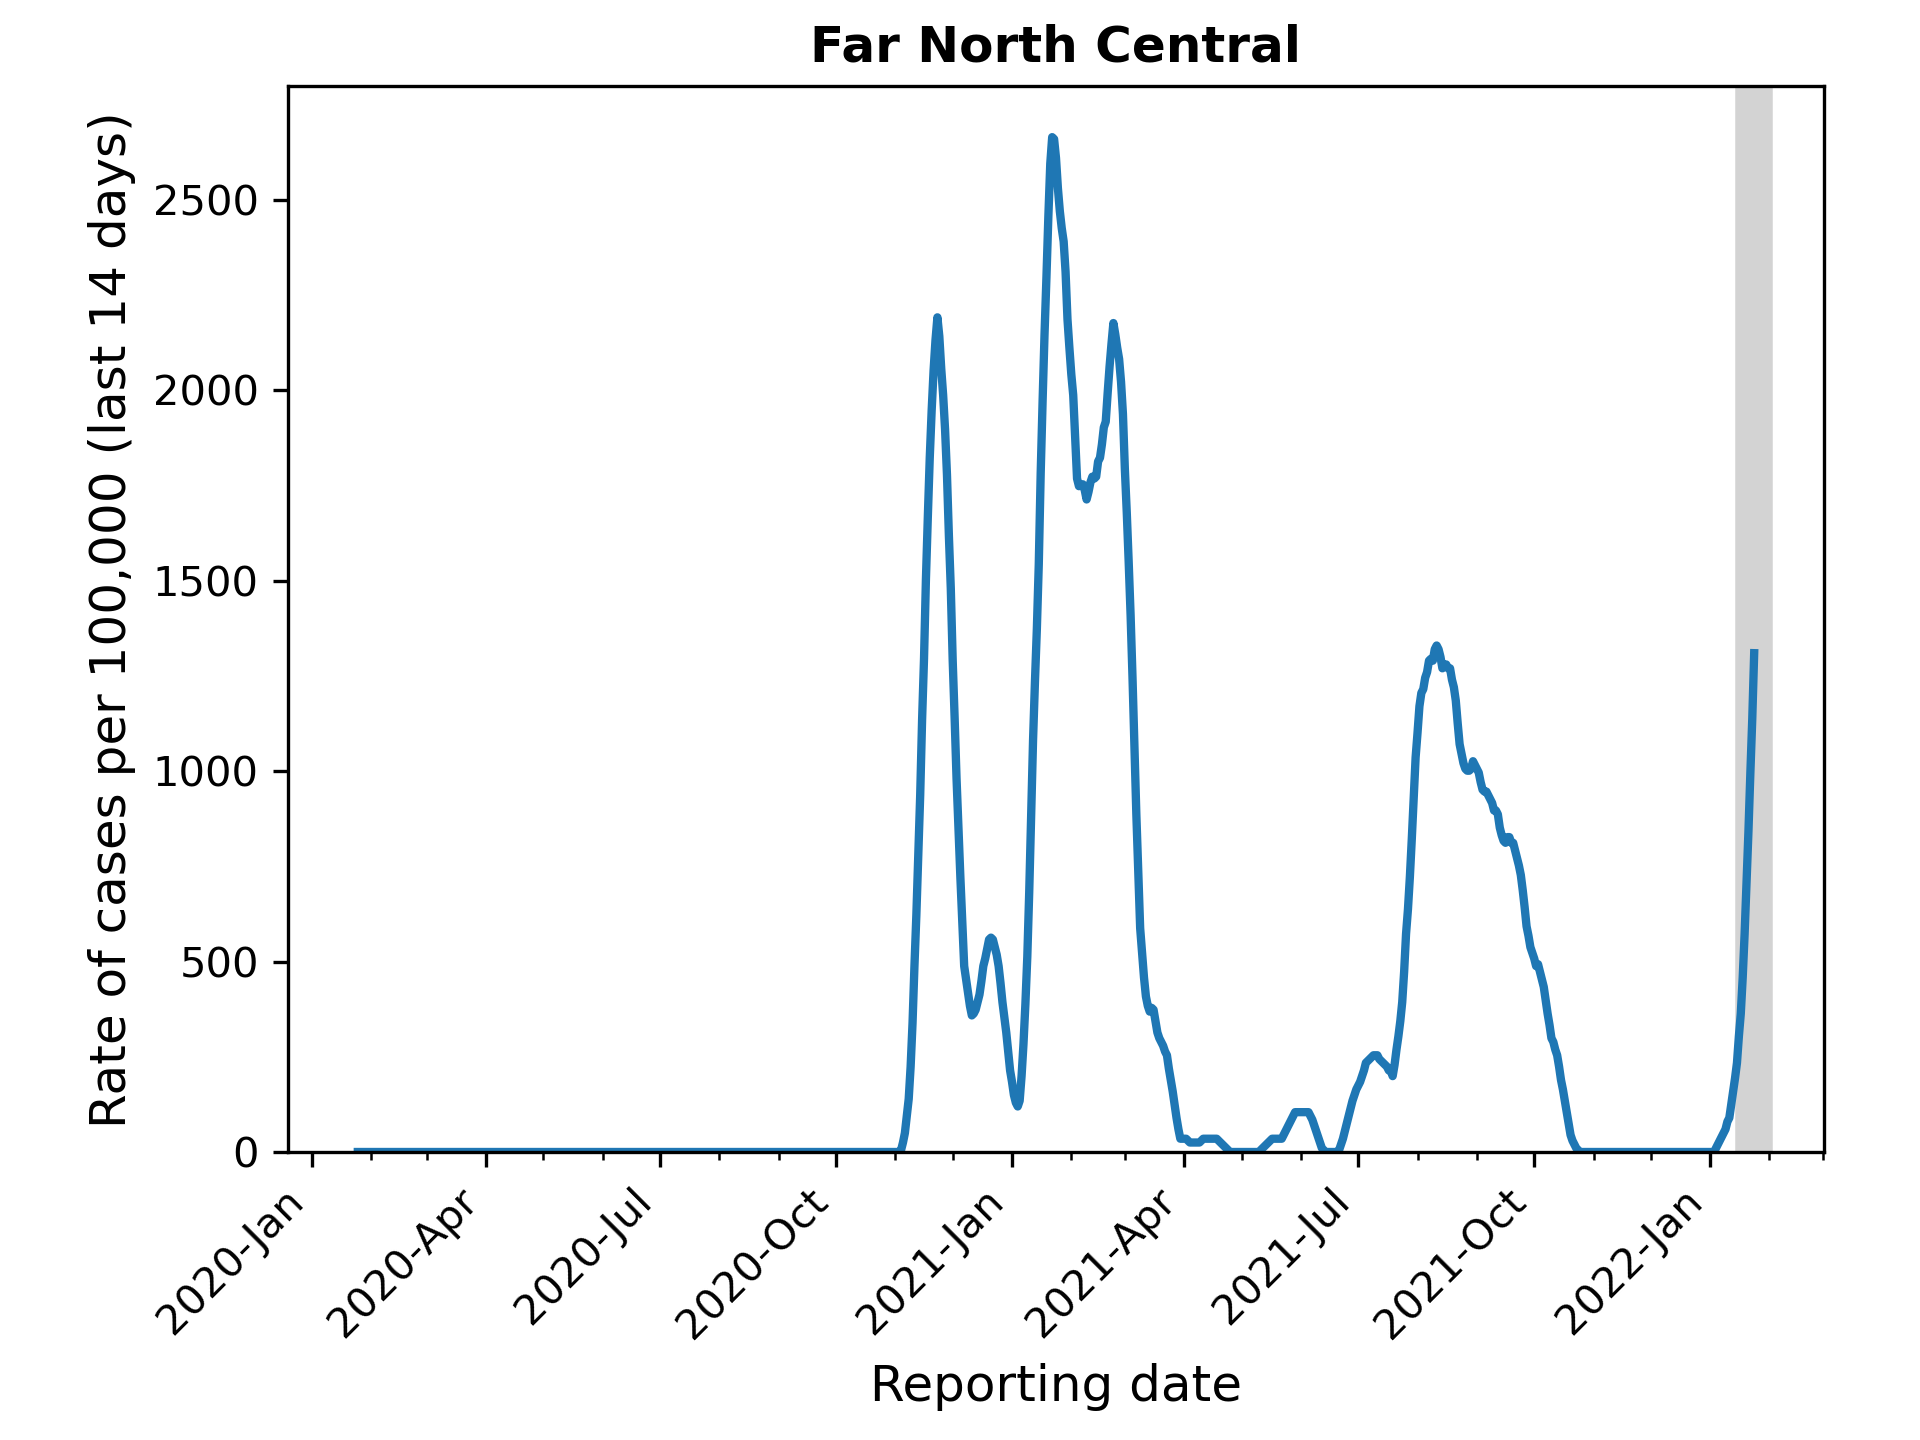 Far North Central
Rate of cases per 100,000 (last 14 days)
2500
2000
1500
1000
500
0
2020-Jan
2020-Apr
2020-Jul
2020-Oct
2021-Jan
2021-Apr
2021-Jul
2021-Oct
2022-Jan
Reporting date